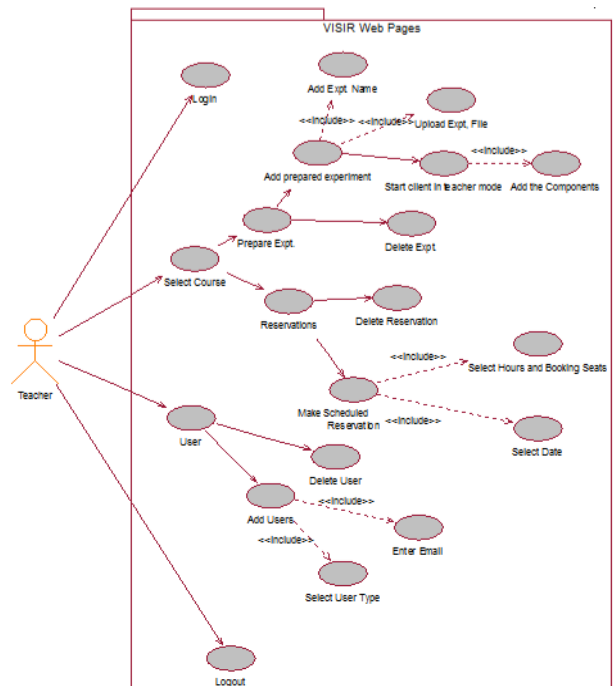 VISIR Web Pages
Login
Add Expt. Name
<<Include>>
<<Include>>
Upload Expt, File
Add prepared experiment
<<Include>>
Start client in teacher mode
Add the Components
Prepare Expt.
Delete Expt.
Select Course
Reservations
Delete Reservation
<<Include>>
Select Hours and Booking Seats
Teacher
Make Scheduled
Reservation
<<Include>>
Select Date
User
Delete User
Add Users
<<Include>>
<<Include>>
Enter Email
Select User Type
Logout